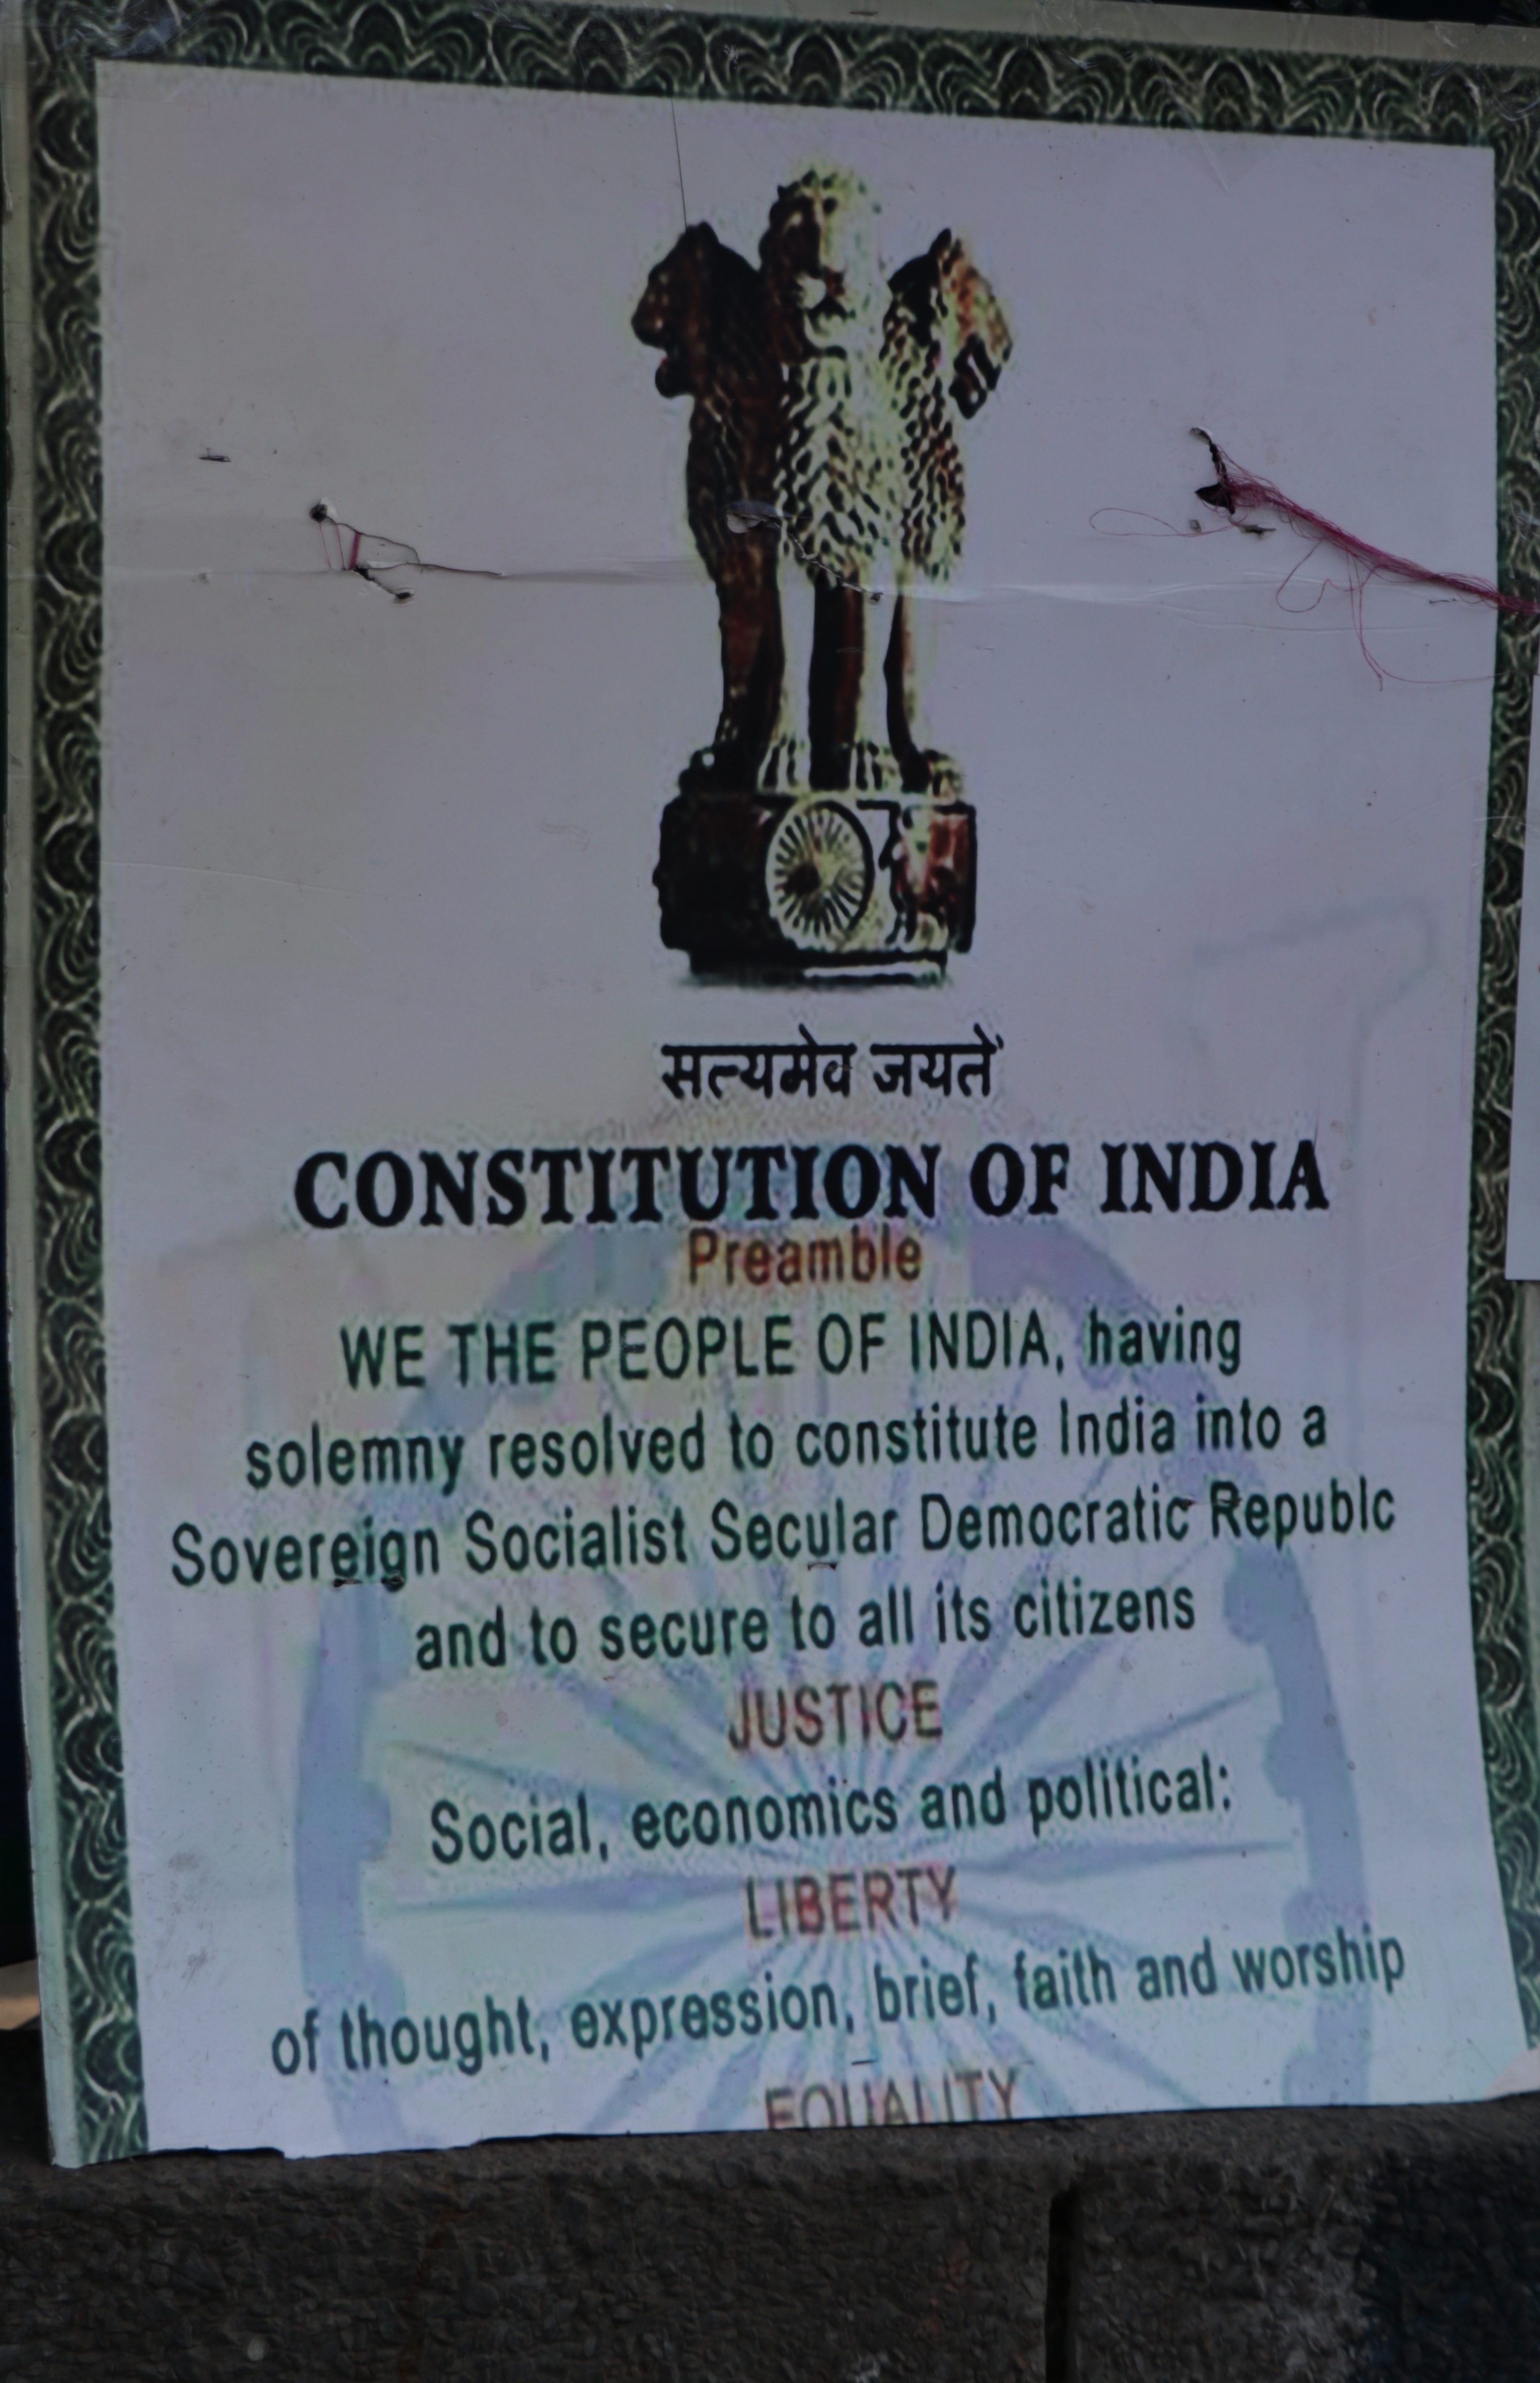 सत्यमेव जयतें
CONSTITUTION OF INDIA
Preamble
WE THE PEOPLE OF INDIA, having
solemny resolved to constitute India into a
Sovereign Socialist Secular Democratic Republc
and to secure to all its citizens
JUSTICE
Social, economics and political:
LIBERTY
of thought, expression, brief, faith and worship
EQUALITY